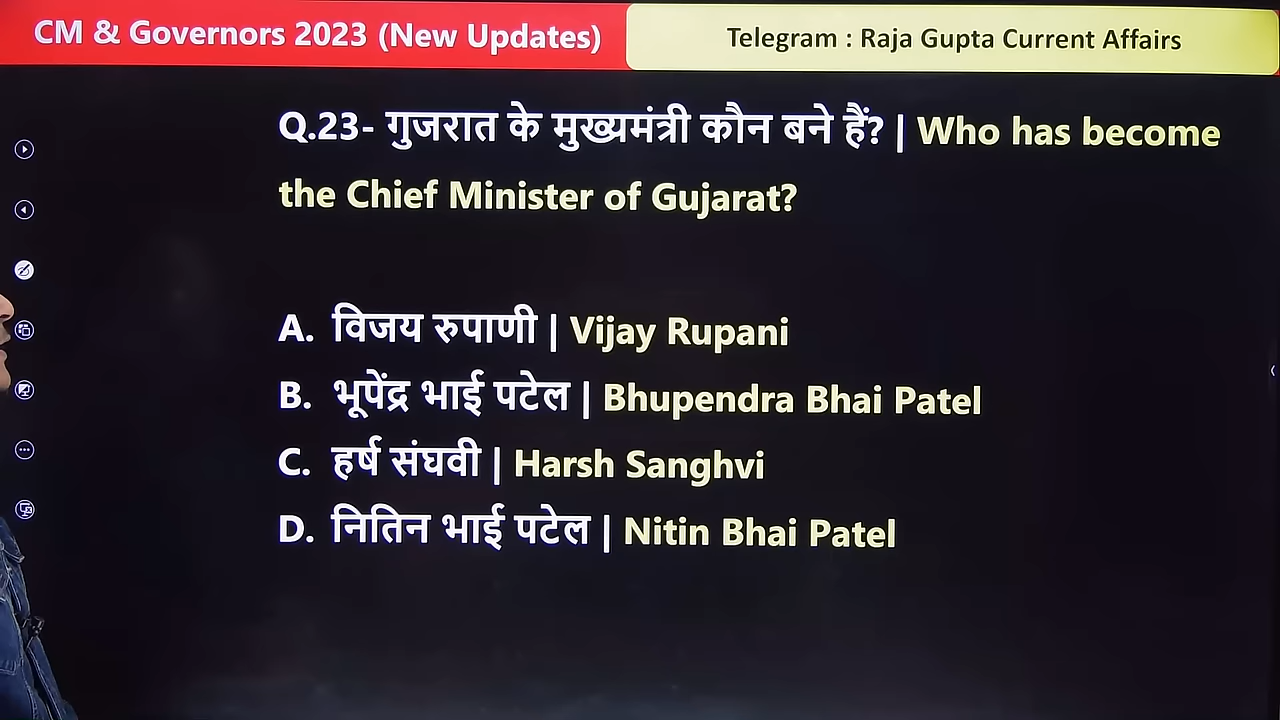 CM & Governors 2023 (New Updates)
Telegram : Raja Gupta Current Affairs
Q.23- गुजरात के मुख्यमंत्री कौन बने हैं? | Who has become
the Chief Minister of Gujarat?
A. विजय रुपाणी | Vijay Rupani
B. भूपेंद्र भाई पटेल | Bhupendra Bhai Patel
C. हर्ष संघवी | Harsh Sanghvi
D. नितिन भाई पटेल | Nitin Bhai Patel